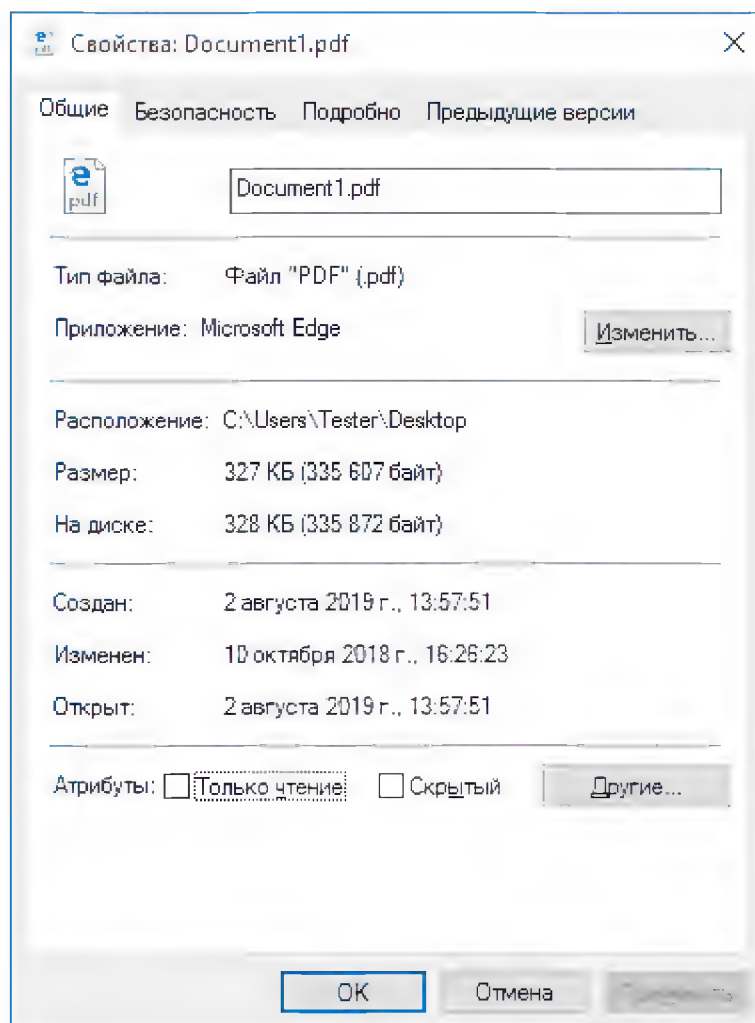 Свойства: Document1.pdf
Общие Безопасность Подробно Предыдущие версии
pdf
Document1.pdf
Тип файла: Файл "PDF" (.pdf)
Приложение: Microsoft Edge Изменить...
Расположение: C:\Users\Tester\Desktop
Размер: 327 КБ (335 607 байт)
На диске: 328 КБ (335 872 байт)
Создан: 2 августа 2019 г., 13:57:51
Изменен: 10 октября 2018 г., 16:26:23
Открыт: 2 августа 2019 г., 13:57:51
Атрибуты: Только чтение Скрытый Другие...
OK Отмена